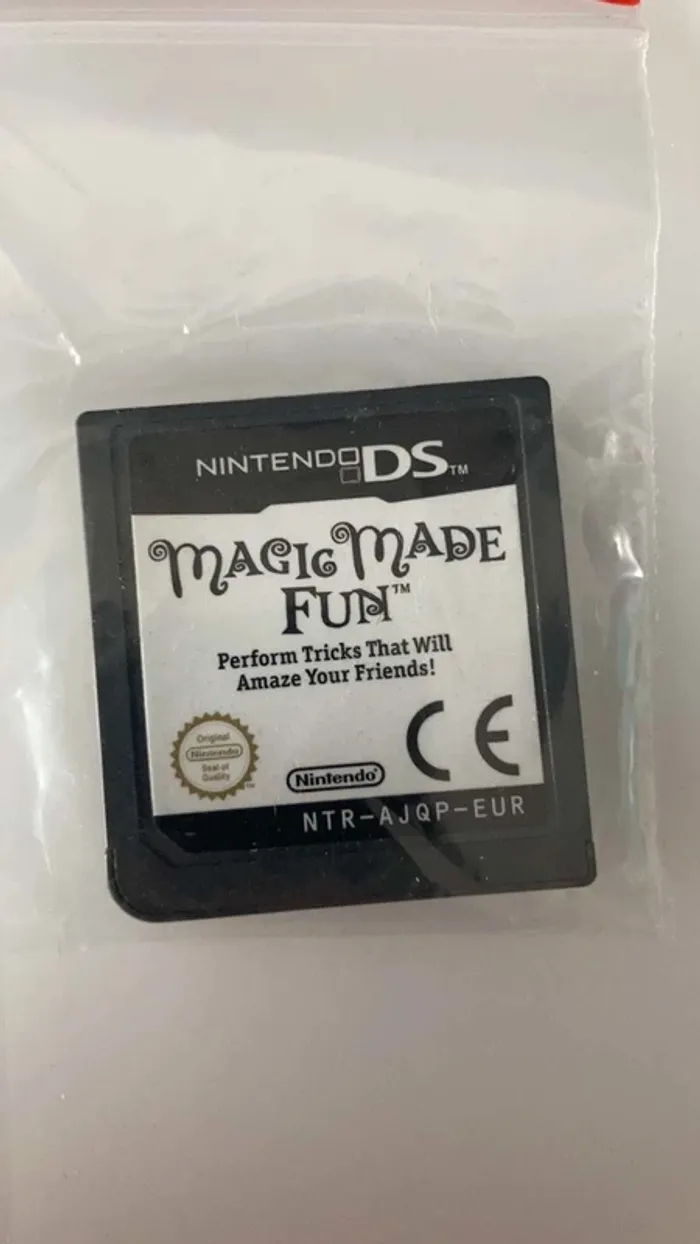 NINTENDO DS™
MAGIC MADE
FUN™
Perform Tricks That Will
Amaze Your Friends!
Original
Nintendo
Seal of
Quality
™
Nintendo®
CE
NTR-AJQP-EUR